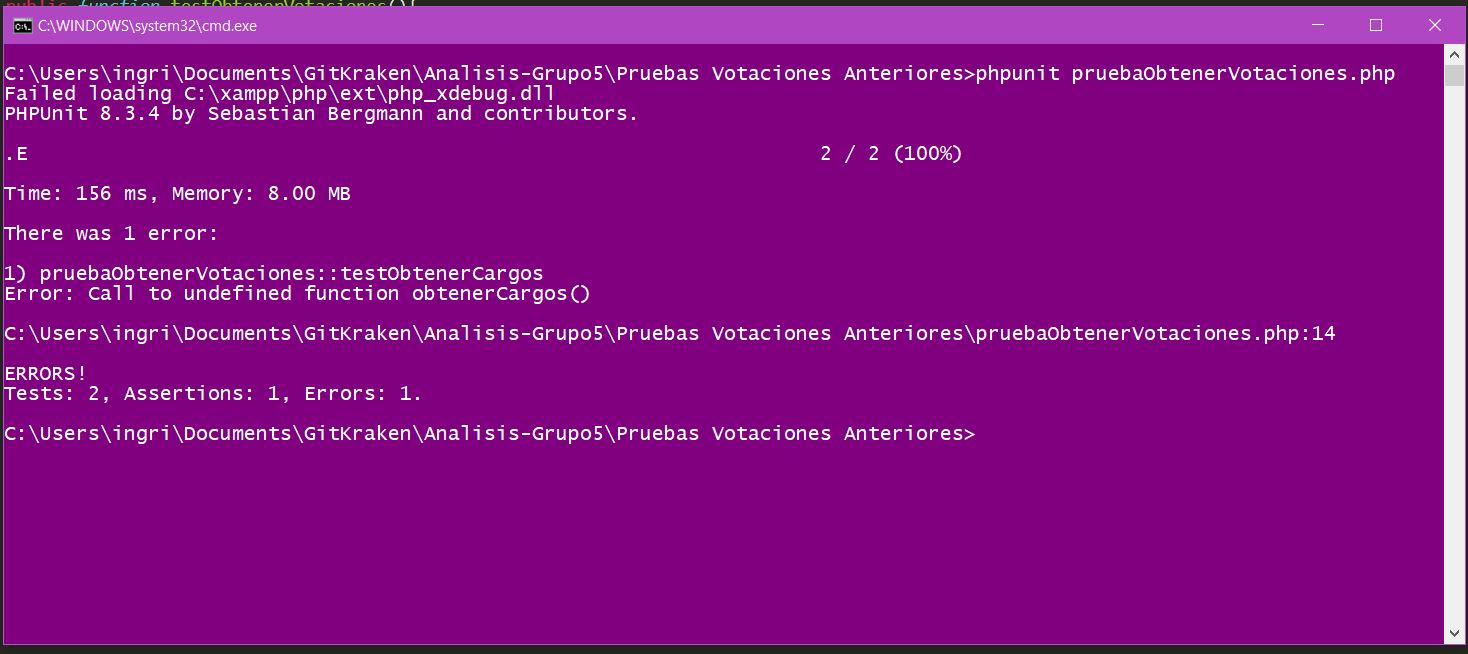 public function testObtenerVotaciones(){
C:\WINDOWS\system32\cmd.exe
C:\Users\ingri\Documents\GitKraken\Analisis-Grupo5\Pruebas Votaciones Anteriores>phpunit pruebaObtenerVotaciones.php
Failed loading C:\xampp\php\ext\php_xdebug.dll
PHPUnit 8.3.4 by Sebastian Bergmann and contributors.
.E 2 / 2 (100%)
Time: 156 ms, Memory: 8.00 MB
There was 1 error:
1) pruebaObtenerVotaciones::testObtenerCargos
Error: Call to undefined function obtenerCargos()
C:\Users\ingri\Documents\GitKraken\Analisis-Grupo5\Pruebas Votaciones Anteriores\pruebaObtenerVotaciones.php:14
ERRORS!
Tests: 2, Assertions: 1, Errors: 1.
C:\Users\ingri\Documents\GitKraken\Analisis-Grupo5\Pruebas Votaciones Anteriores>